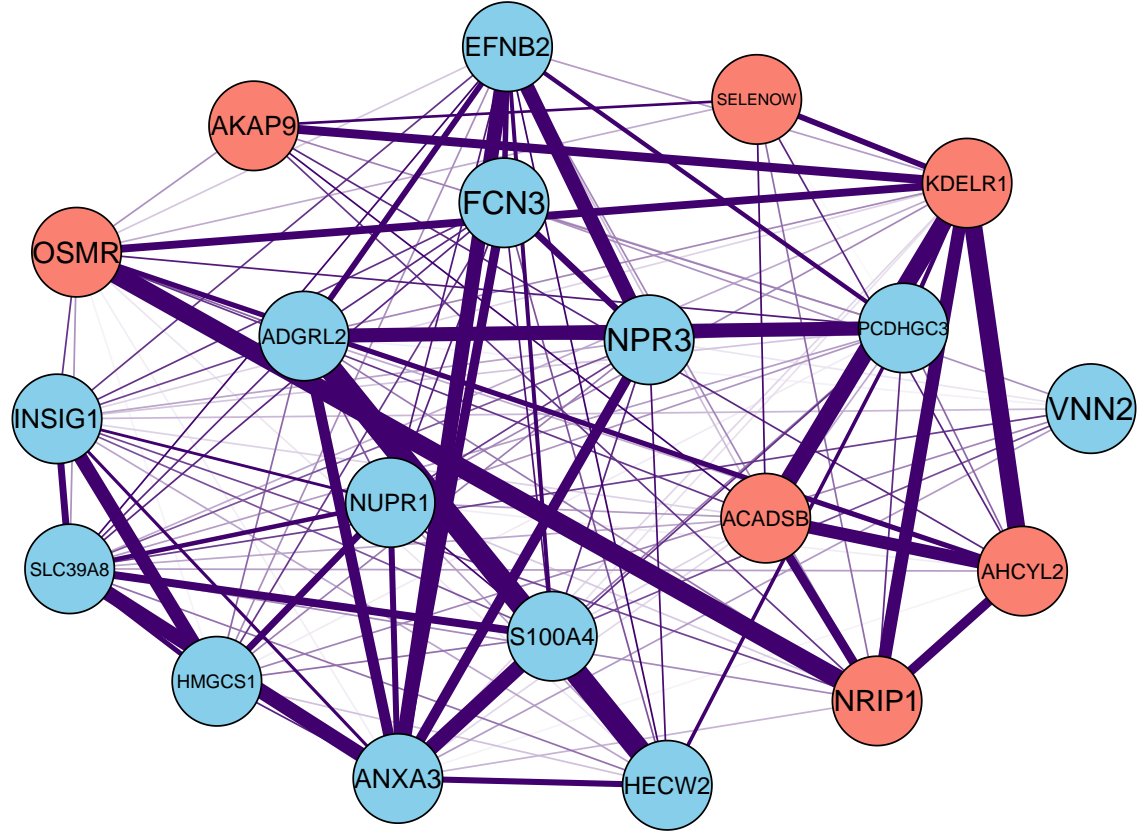 EFNB2
SELENOW
AKAP9
KDELR1
FCN3
OSMR
ADGRL2
NPR3
PCDHGC3
VNN2
INSIG1
NUPR1
ACADSB
SLC39A8
AHCYL2
S100A4
HMGCS1
NRIP1
ANXA3
HECW2